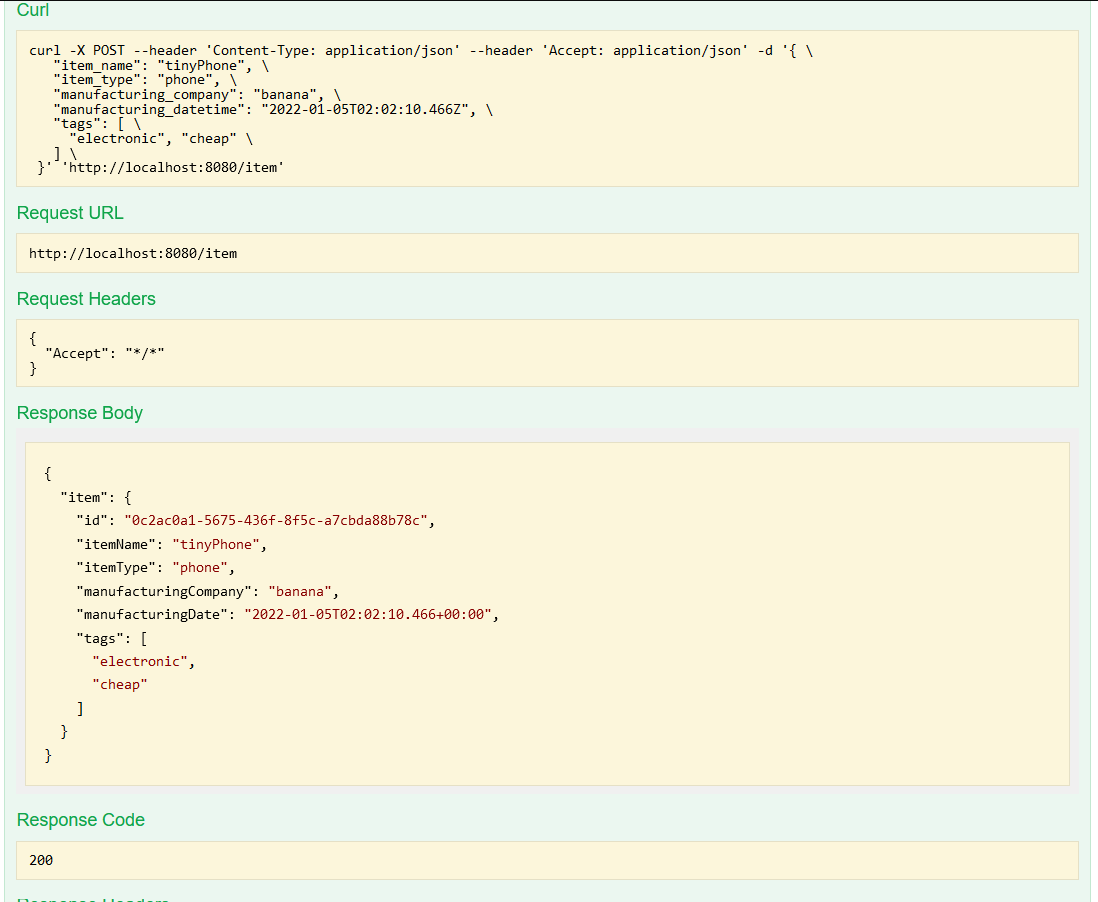 Curl
curl -X POST --header 'Content-Type: application/json' --header 'Accept: application/json' -d '{ \
"item_name": "tinyPhone", \
"item_type": "phone", \
"manufacturing_company": "banana", \
"manufacturing_datetime": "2022-01-05T02:02:10.466Z", \
"tags": [ \
"electronic", "cheap" \
] \
}' 'http://localhost:8080/item'
Request URL
http://localhost:8080/item
Request Headers
{
"Accept": "*/*"
}
Response Body
{
"item": {
"id": "0c2ac0a1-5675-436f-8f5c-a7cbda88b78c",
"itemName": "tinyPhone",
"itemType": "phone",
"manufacturingCompany": "banana",
"manufacturingDate": "2022-01-05T02:02:10.466+00:00",
"tags": [
"electronic",
"cheap"
]
}
}
Response Code
200
Response Headers